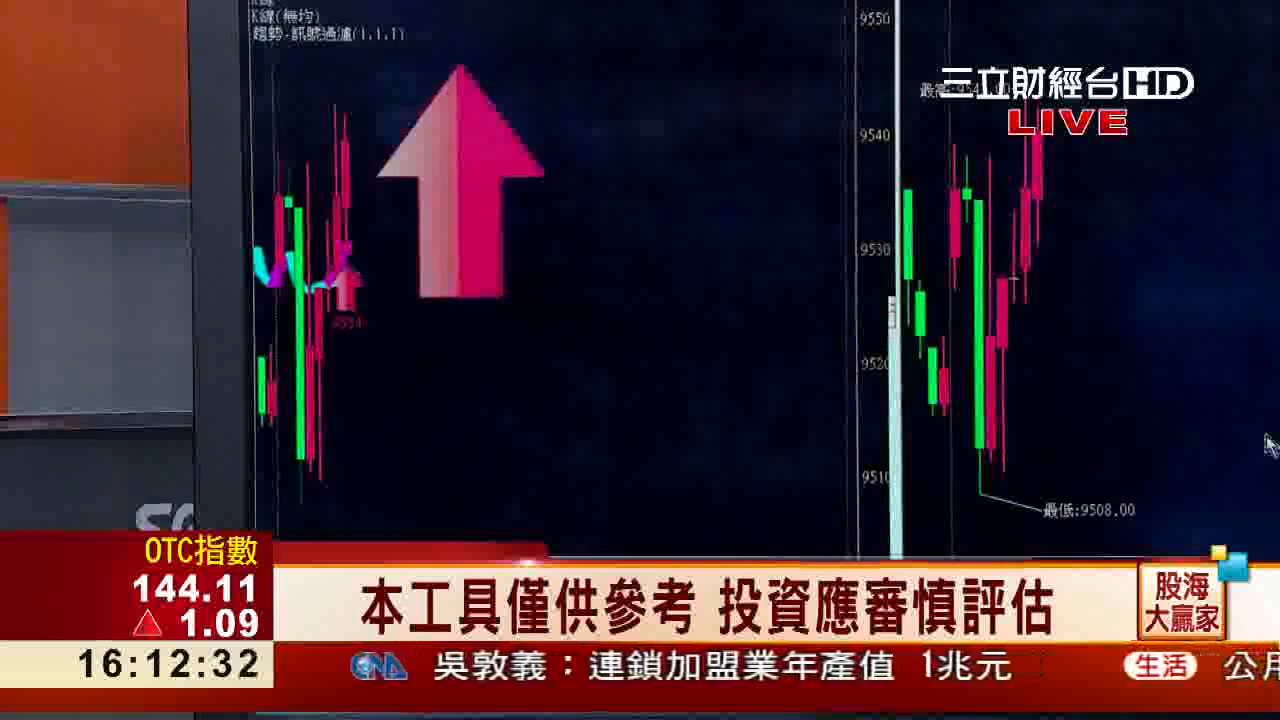 K線(無均)
趨勢-訊號過濾(1.1.1)
9550
三立財經台HD
LIVE
9540
9530
9520
9510
最低:9508.00
OTC指數
144.11
1.09
本工具僅供參考 投資應審慎評估
股海
大贏家
16:12:32
CNA 吳敦義：連鎖加盟業年產值 1兆元
生活